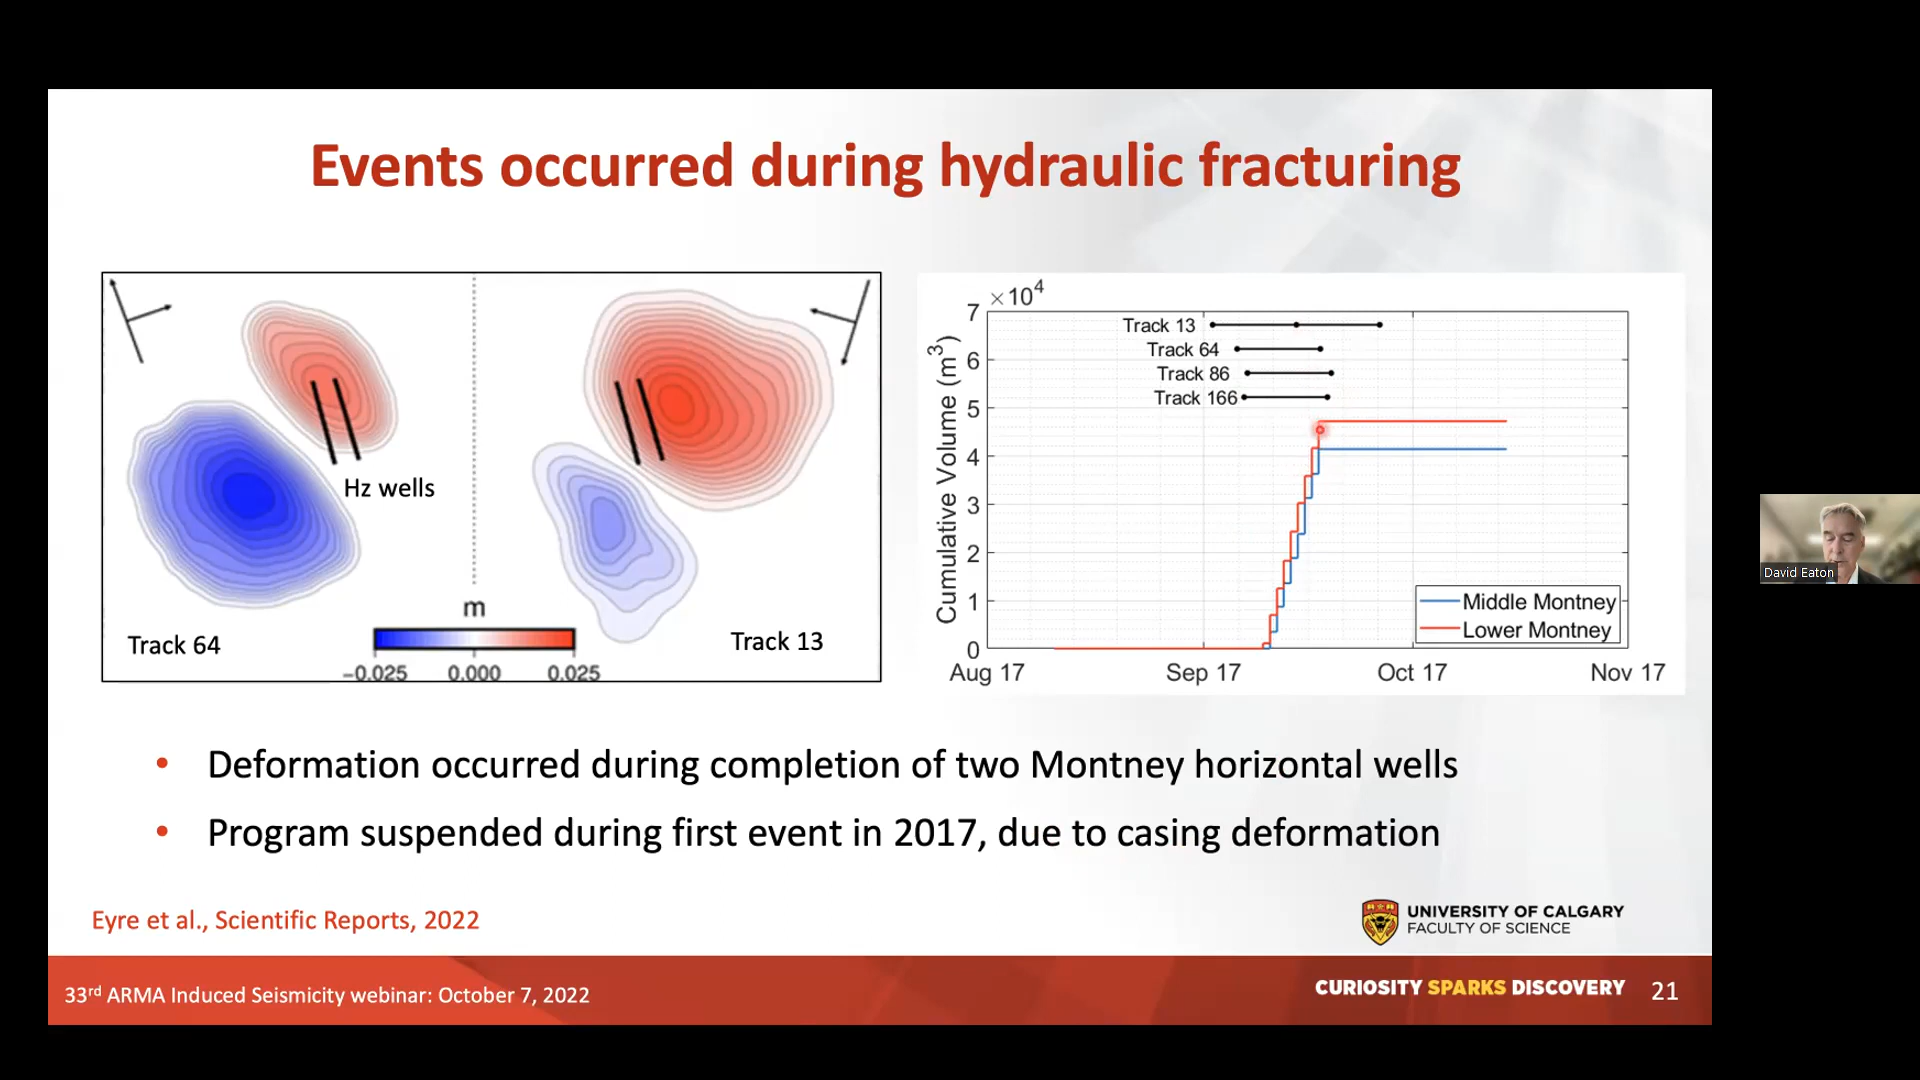 Events occurred during hydraulic fracturing
Hz wells
m
Track 64
Track 13
−0.025 0.000 0.025
×10⁴
7
6
5
4
3
2
1
0
Cumulative Volume (m³)
Track 13
Track 64
Track 86
Track 166
Middle Montney
Lower Montney
Aug 17 Sep 17 Oct 17 Nov 17
• Deformation occurred during completion of two Montney horizontal wells
• Program suspended during first event in 2017, due to casing deformation
Eyre et al., Scientific Reports, 2022
UNIVERSITY OF CALGARY
FACULTY OF SCIENCE
33rd ARMA Induced Seismicity webinar: October 7, 2022
CURIOSITY SPARKS DISCOVERY
21
David Eaton